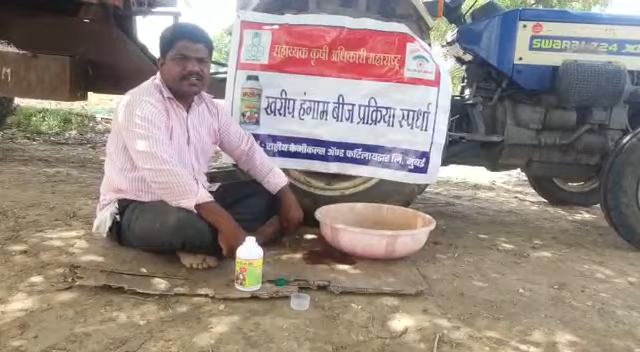 सहाय्यक कृषी अधिकारी महाराष्ट्र
खरीप हंगाम बीज प्रक्रिया स्पर्धा
राष्ट्रीय केमीकल्स अ‍ॅण्ड फर्टिलायझर लि. मुंबई
SWARAJ 724 X